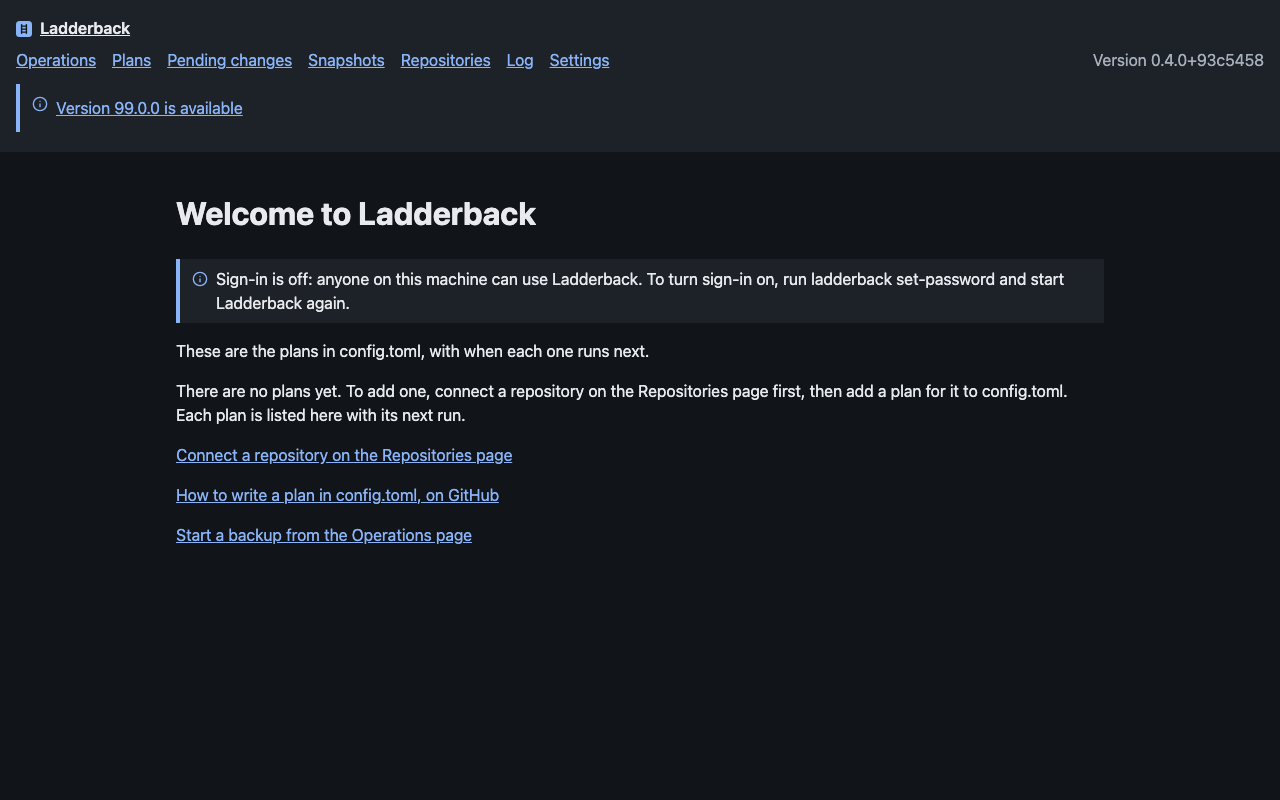 Ladderback
Operations Plans Pending changes Snapshots Repositories Log Settings Version 0.4.0+93c5458
Version 99.0.0 is available
Welcome to Ladderback
Sign-in is off: anyone on this machine can use Ladderback. To turn sign-in on, run ladderback set-password and start
Ladderback again.
These are the plans in config.toml, with when each one runs next.
There are no plans yet. To add one, connect a repository on the Repositories page first, then add a plan for it to config.toml.
Each plan is listed here with its next run.
Connect a repository on the Repositories page
How to write a plan in config.toml, on GitHub
Start a backup from the Operations page